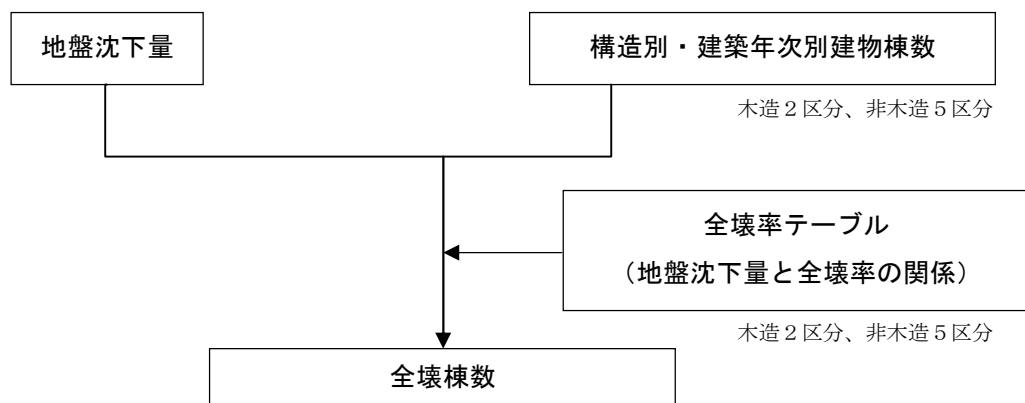 地盤沈下量
構造別・建築年次別建物棟数
木造２区分、非木造５区分
全壊率テーブル
（地盤沈下量と全壊率の関係）
木造２区分、非木造５区分
全壊棟数